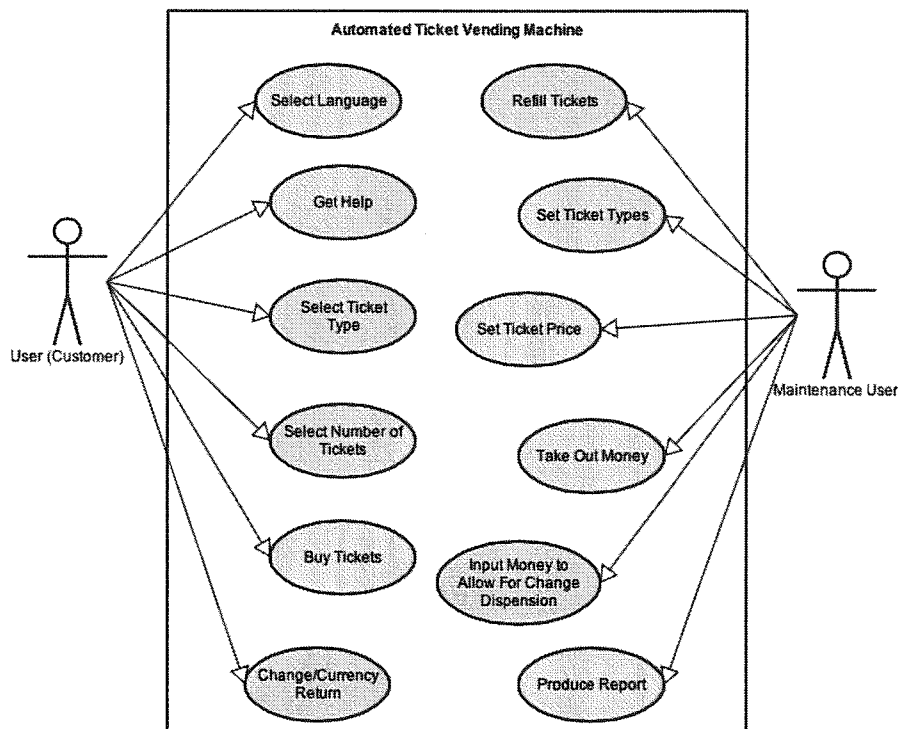 Automated Ticket Vending Machine
Select Language
Refill Tickets
Get Help
Set Ticket Types
Select Ticket
Type
Set Ticket Price
User (Customer)
Maintenance User
Select Number of
Tickets
Take Out Money
Buy Tickets
Input Money to
Allow For Change
Dispension
Change/Currency
Return
Produce Report